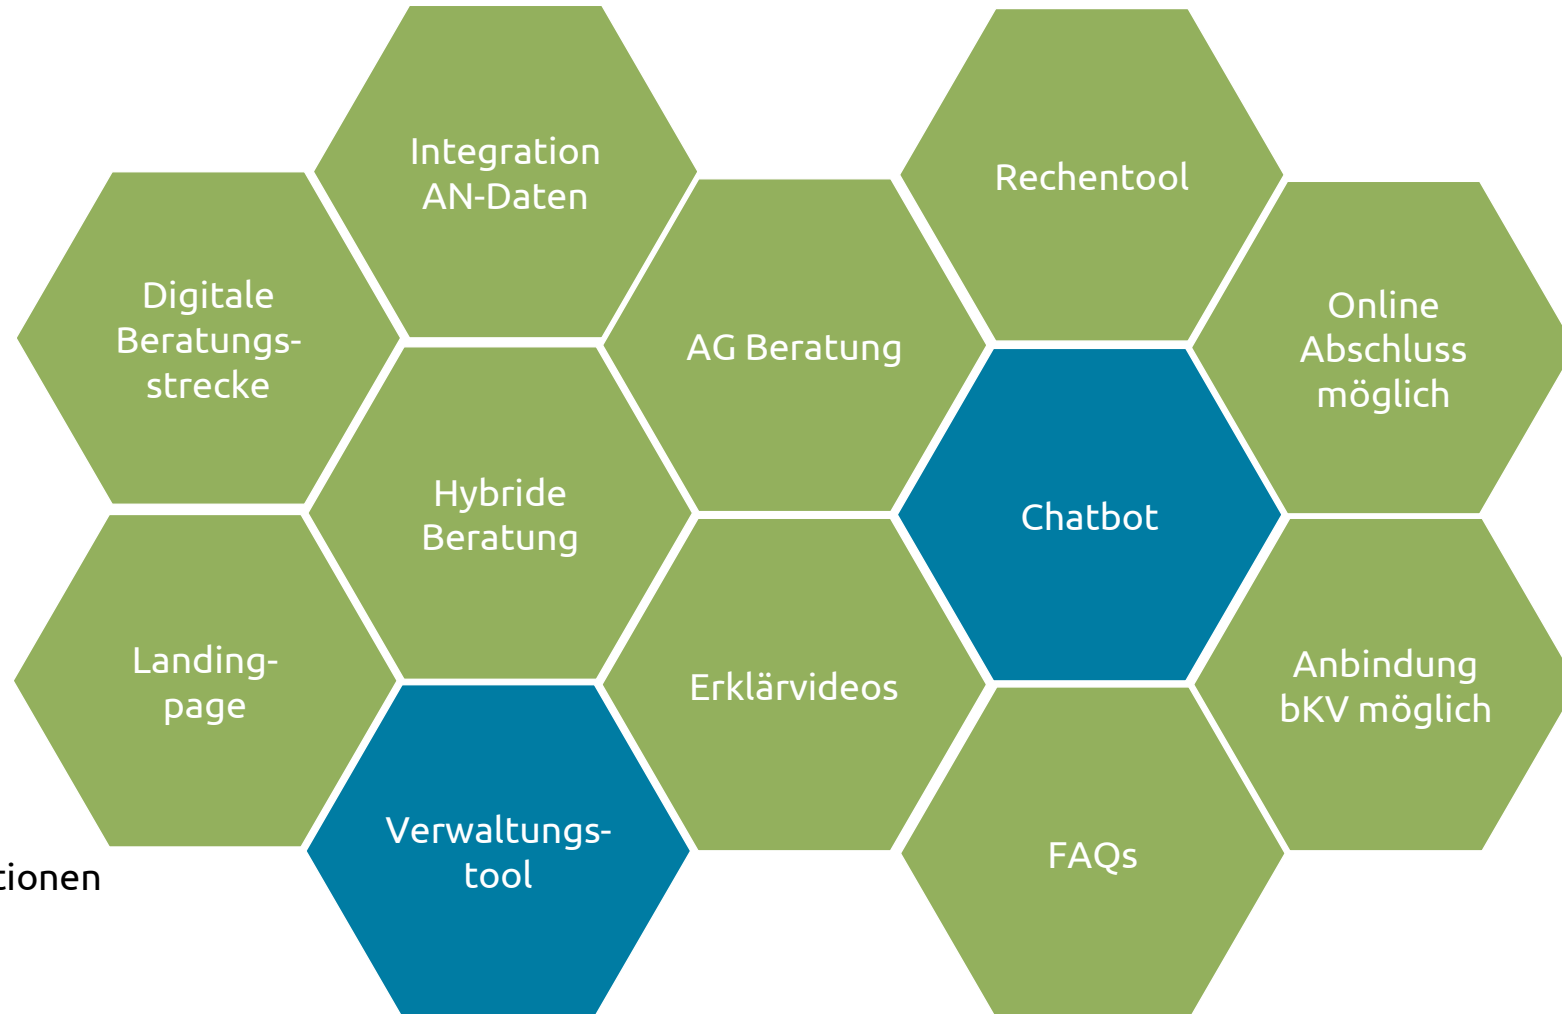 Integration
AN-Daten
Rechentool
Digitale
Beratungs-
strecke
AG Beratung
Online
Abschluss
möglich
Hybride
Beratung
Chatbot
Landing-
page
Erklärvideos
Anbindung
bKV möglich
Verwaltungs-
tool
FAQs
tionen